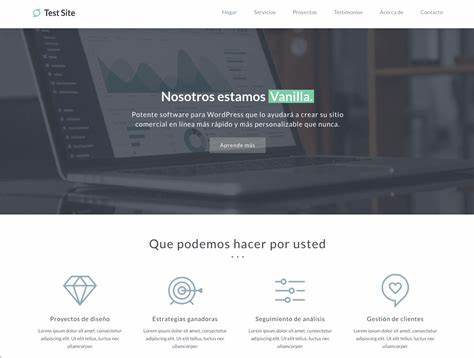 Test Site
Hogar Servicios Proyectos Testimonios Acerca de Contacto
Nosotros estamos Vanilla.
Potente software para WordPress que lo ayudará a crear su sitio
comercial en línea más rápido y más personalizable que nunca.
Aprende más
Que podemos hacer por usted
Proyectos de diseño
Estrategias ganadoras
Seguimiento de análisis
Gestión de clientes
Lorem ipsum dolor sit amet, consectetur
adipiscing elit. Ut elit tellus, luctus nec
ullamcorper.
Lorem ipsum dolor sit amet, consectetur
adipiscing elit. Ut elit tellus, luctus nec
ullamcorper.
Lorem ipsum dolor sit amet, consectetur
adipiscing elit. Ut elit tellus, luctus nec
ullamcorper.
Lorem ipsum dolor sit amet, consectetur
adipiscing elit. Ut elit tellus, luctus nec
ullamcorper.